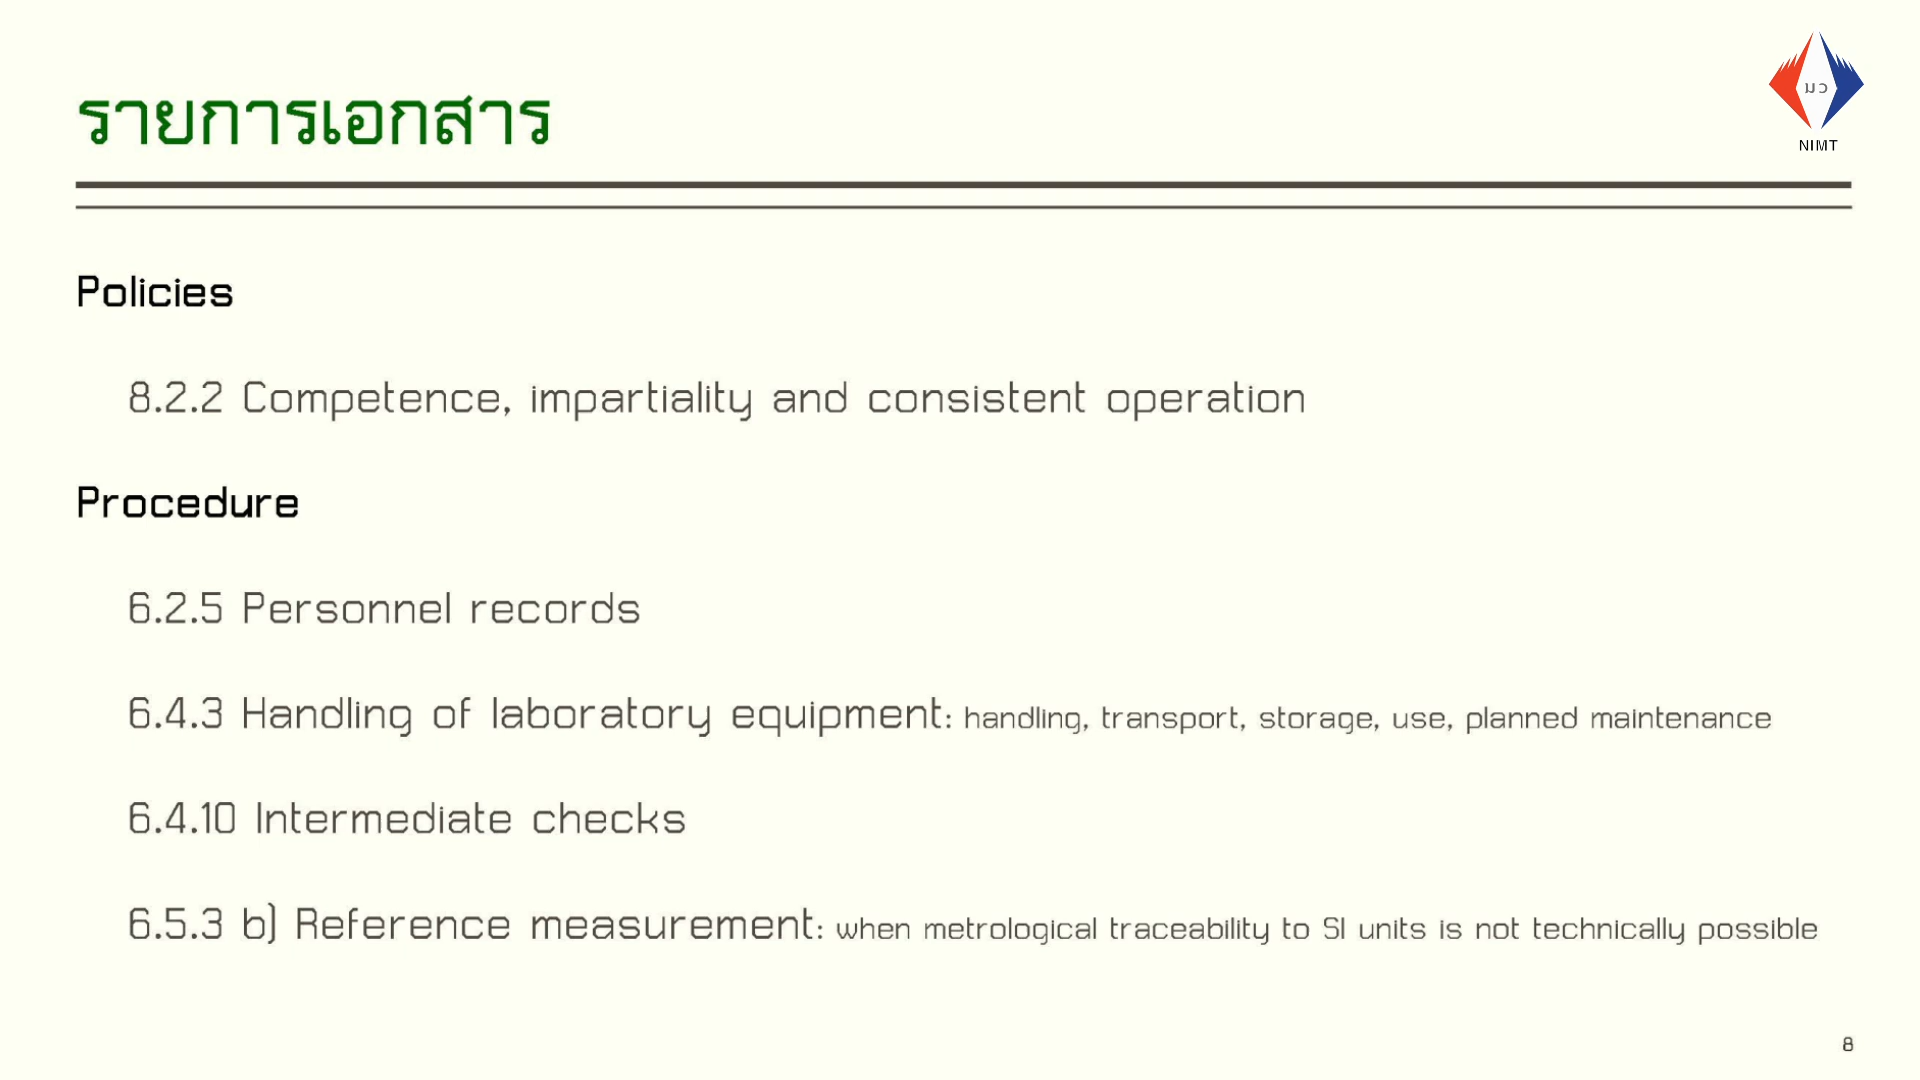 รายการเอกสาร
มว
NIMT
Policies
8.2.2 Competence, impartiality and consistent operation
Procedure
6.2.5 Personnel records
6.4.3 Handling of laboratory equipment: handling, transport, storage, use, planned maintenance
6.4.10 Intermediate checks
6.5.3 b) Reference measurement: when metrological traceability to SI units is not technically possible
8